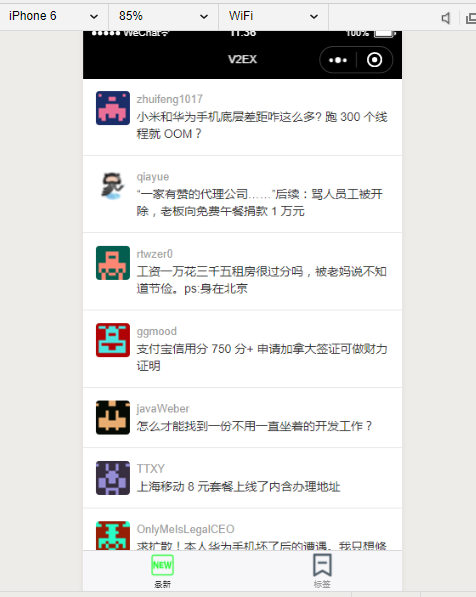 iPhone 6 85% WiFi
WeChat 11:36 100%
V2EX
zhuifeng1017
小米和华为手机底层差距咋这么多? 跑 300 个线
程就 OOM？
qiayue
“一家有赞的代理公司……”后续：骂人员工被开
除，老板向免费午餐捐款 1 万元
rtwzer0
工资一万花三千五租房很过分吗，被老妈说不知
道节俭。ps:身在北京
ggmood
支付宝信用分 750 分+ 申请加拿大签证可做财力
证明
javaWeber
怎么才能找到一份不用一直坐着的开发工作？
TTXY
上海移动 8 元套餐上线了内含办理地址
OnlyMeIsLegalCEO
求扩散！本人华为手机坏了后的遭遇。我只想修
NEW
最新
标签